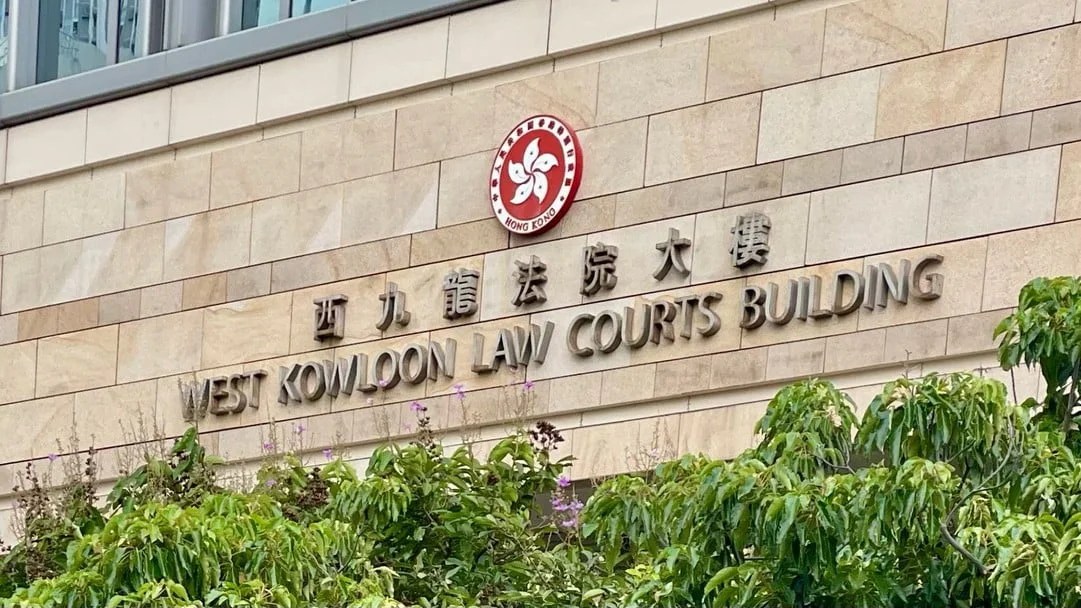 HONG KONG
西九龍法院大樓
WEST KOWLOON LAW COURTS BUILDING